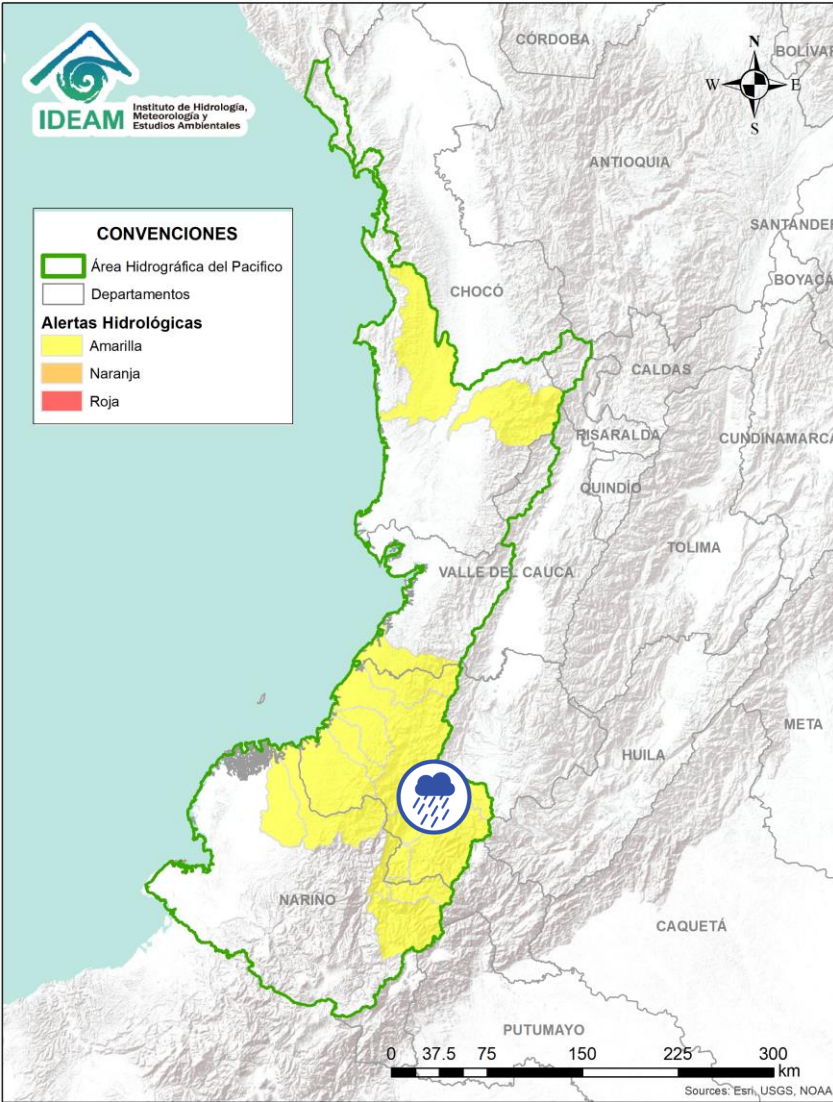 IDEAM
Instituto de Hidrología,
Meteorología y
Estudios Ambientales
N
W E
S
CONVENCIONES
Área Hidrográfica del Pacifico
Departamentos
Alertas Hidrológicas
Amarilla
Naranja
Roja
CÓRDOBA
BOLÍVAR
ANTIOQUIA
SANTANDER
BOYACÁ
CHOCÓ
CALDAS
RISARALDA
CUNDINAMARCA
QUINDÍO
TOLIMA
VALLE DEL CAUCA
META
HUILA
NARIÑO
CAQUETÁ
PUTUMAYO
0 37.5 75 150 225 300
km
Sources: Esri, USGS, NOAA